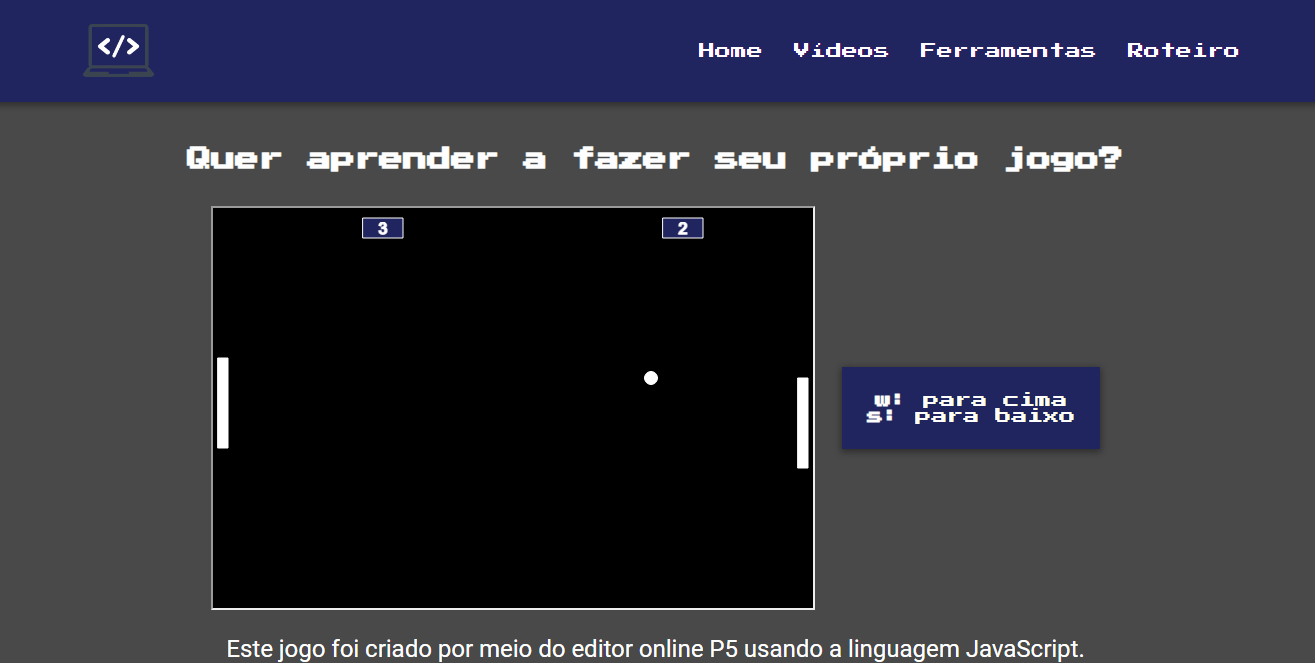 </>
Home Vídeos Ferramentas Roteiro
Quer aprender a fazer seu próprio jogo?
3 2
w: para cima
s: para baixo
Este jogo foi criado por meio do editor online P5 usando a linguagem JavaScript.